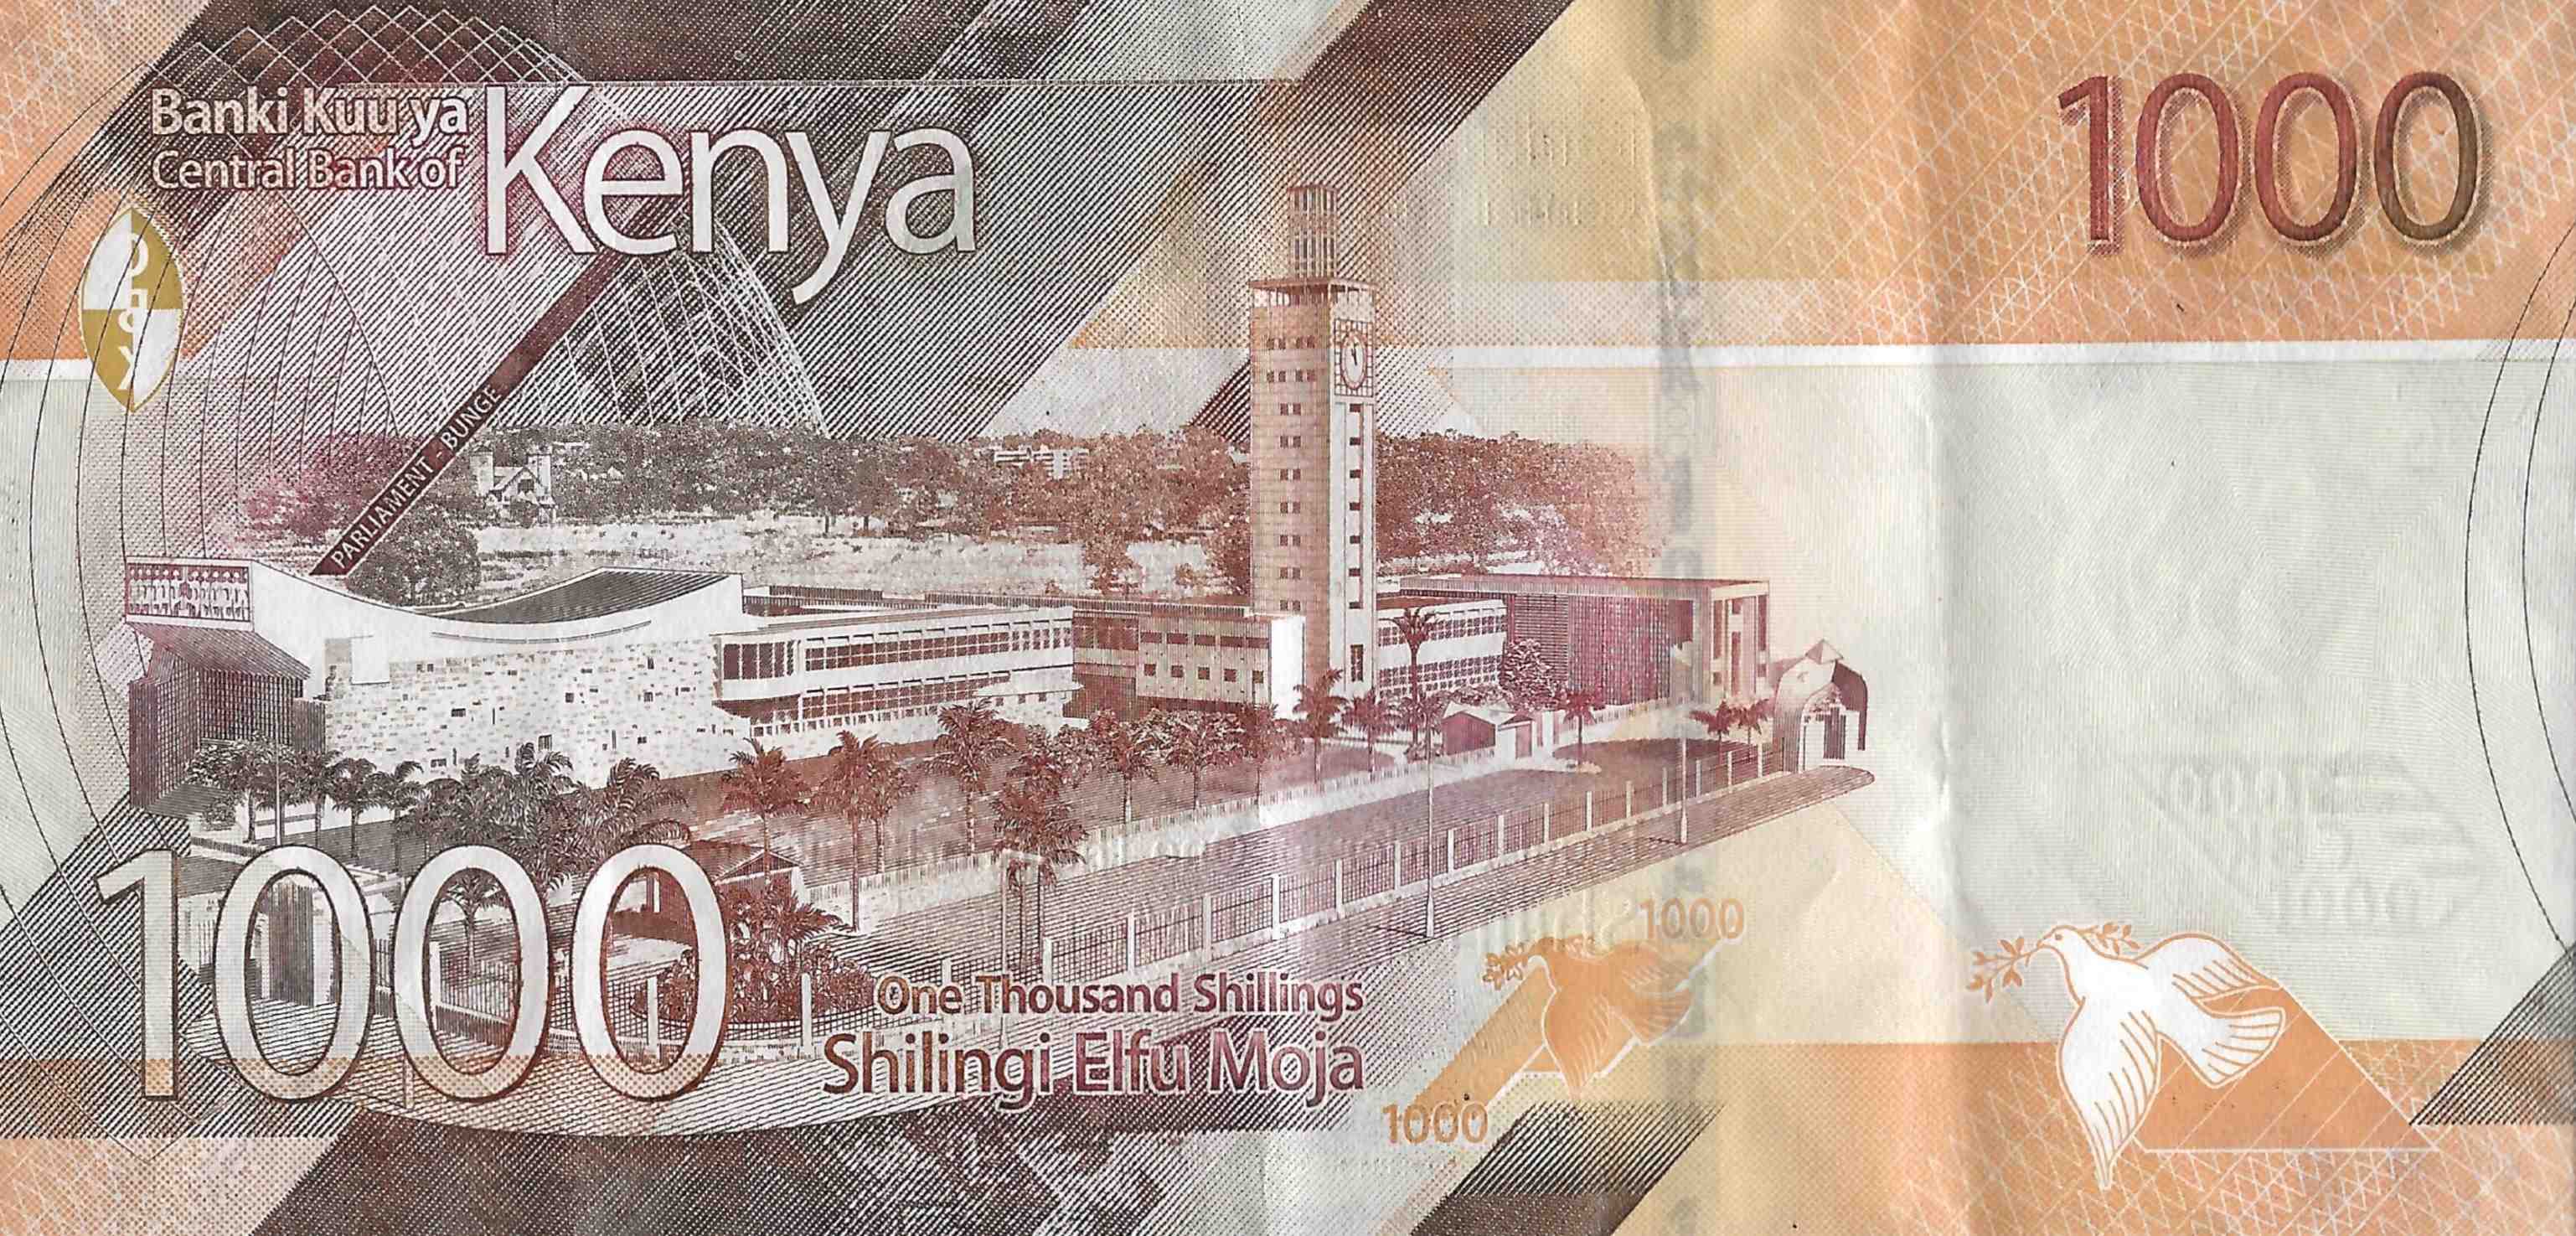 Banki Kuu ya
Central Bank of
Kenya
1000
PARLIAMENT - BUNGE
1000
1000
One Thousand Shillings
Shilingi Elfu Moja
1000